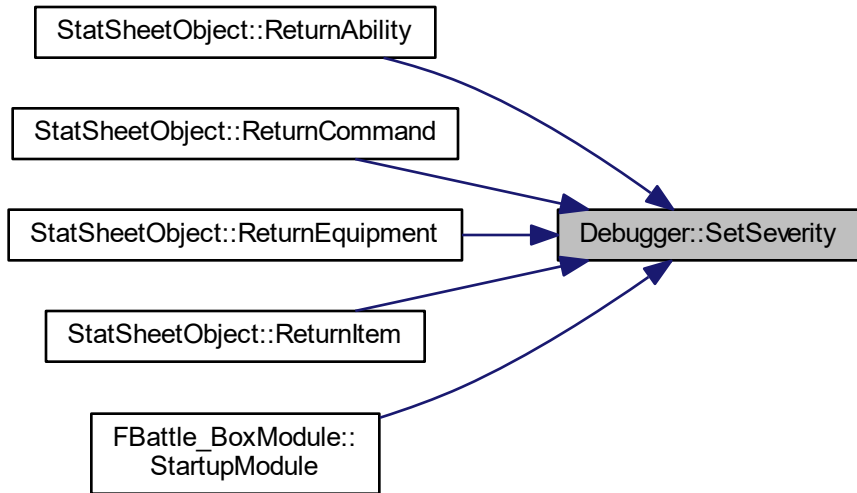 StatSheetObject::ReturnAbility
StatSheetObject::ReturnCommand
StatSheetObject::ReturnEquipment
Debugger::SetSeverity
StatSheetObject::ReturnItem
FBattle_BoxModule::
StartupModule